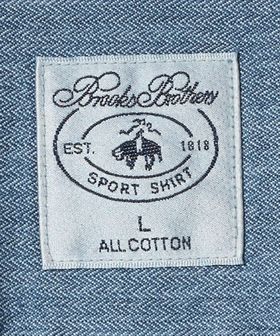 Brooks Brothers
EST. 1818
SPORT SHIRT
L
ALL COTTON